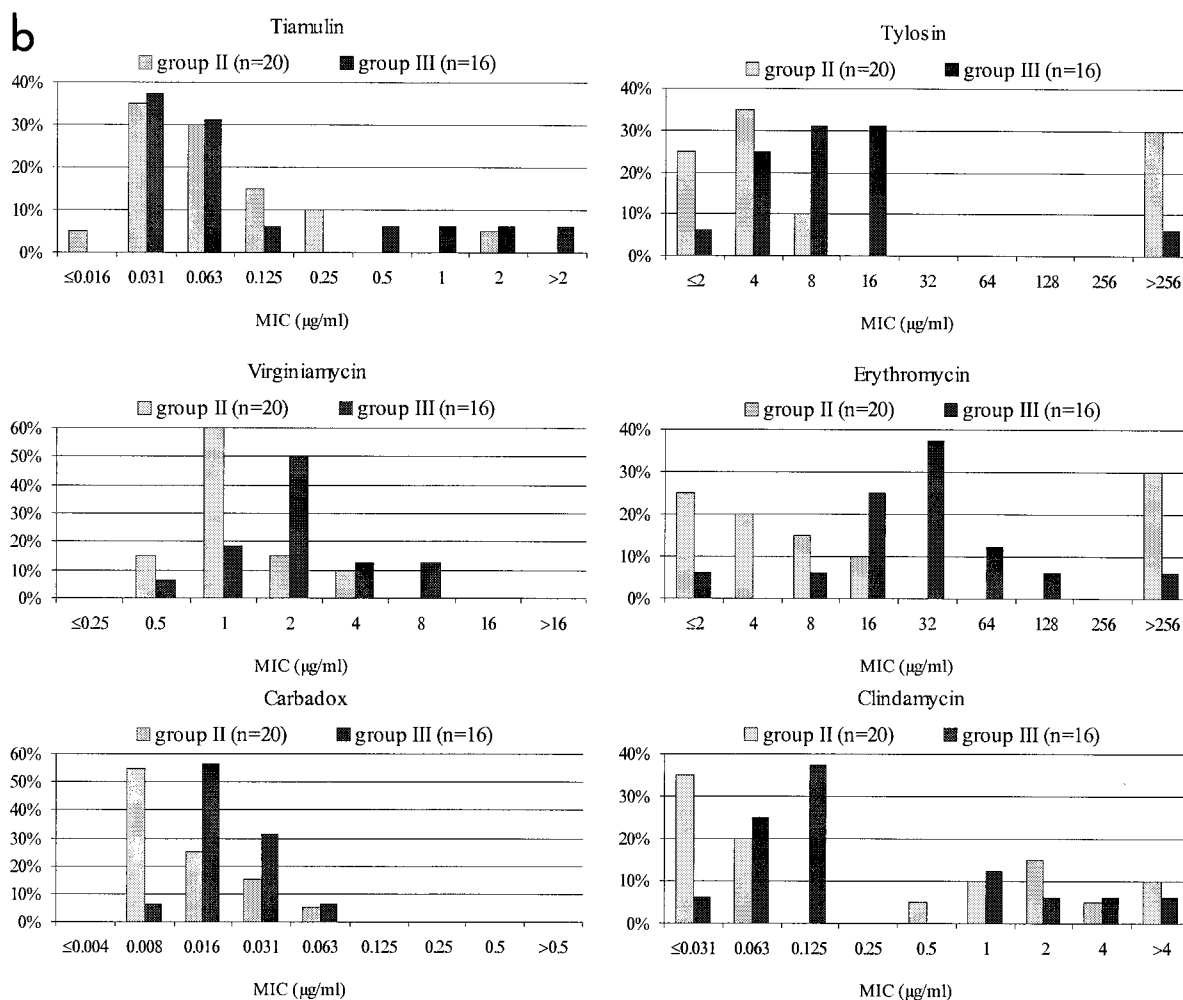 b
Tiamulin
group II (n=20) group III (n=16)
40%
30%
20%
10%
0%
≤0.016 0.031 0.063 0.125 0.25 0.5 1 2 >2
MIC (μg/ml)
Tylosin
group II (n=20) group III (n=16)
40%
30%
20%
10%
0%
≤2 4 8 16 32 64 128 256 >256
MIC (μg/ml)
Virginiamycin
group II (n=20) group III (n=16)
60%
50%
40%
30%
20%
10%
0%
≤0.25 0.5 1 2 4 8 16 >16
MIC (μg/ml)
Erythromycin
group II (n=20) group III (n=16)
40%
30%
20%
10%
0%
≤2 4 8 16 32 64 128 256 >256
MIC (μg/ml)
Carbadox
group II (n=20) group III (n=16)
60%
50%
40%
30%
20%
10%
0%
≤0.004 0.008 0.016 0.031 0.063 0.125 0.25 0.5 >0.5
MIC (μg/ml)
Clindamycin
group II (n=20) group III (n=16)
40%
30%
20%
10%
0%
≤0.031 0.063 0.125 0.25 0.5 1 2 4 >4
MIC (μg/ml)